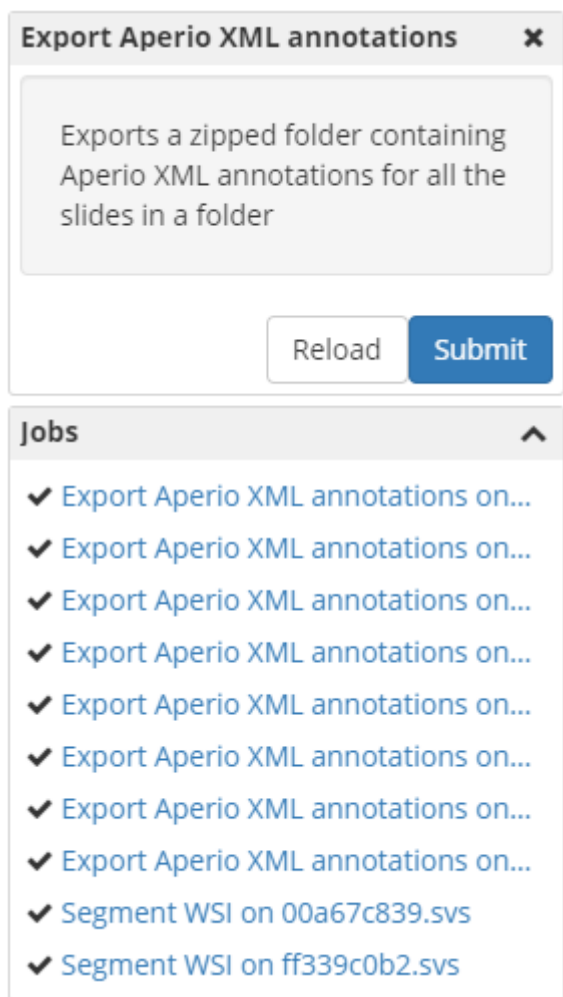 Export Aperio XML annotations
Exports a zipped folder containing
Aperio XML annotations for all the
slides in a folder
Reload Submit
Jobs
Export Aperio XML annotations on...
Export Aperio XML annotations on...
Export Aperio XML annotations on...
Export Aperio XML annotations on...
Export Aperio XML annotations on...
Export Aperio XML annotations on...
Export Aperio XML annotations on...
Export Aperio XML annotations on...
Segment WSI on 00a67c839.svs
Segment WSI on ff339c0b2.svs